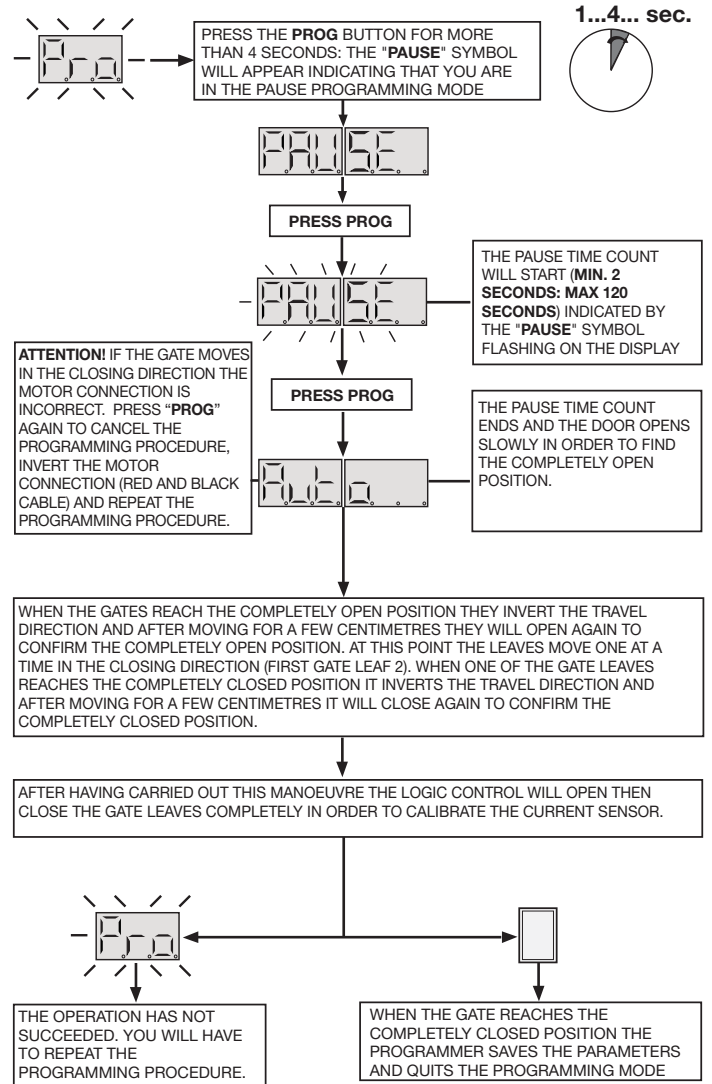 1...4... sec.
Pro
PRESS THE PROG BUTTON FOR MORE
THAN 4 SECONDS: THE "PAUSE" SYMBOL
WILL APPEAR INDICATING THAT YOU ARE
IN THE PAUSE PROGRAMMING MODE
PAUSE
PRESS PROG
PAUSE
THE PAUSE TIME COUNT
WILL START (MIN. 2
SECONDS: MAX 120
SECONDS) INDICATED BY
THE "PAUSE" SYMBOL
FLASHING ON THE DISPLAY
ATTENTION! IF THE GATE MOVES
IN THE CLOSING DIRECTION THE
MOTOR CONNECTION IS
INCORRECT. PRESS “PROG”
AGAIN TO CANCEL THE
PROGRAMMING PROCEDURE,
INVERT THE MOTOR
CONNECTION (RED AND BLACK
CABLE) AND REPEAT THE
PROGRAMMING PROCEDURE.
PRESS PROG
Auto
THE PAUSE TIME COUNT
ENDS AND THE DOOR OPENS
SLOWLY IN ORDER TO FIND
THE COMPLETELY OPEN
POSITION.
WHEN THE GATES REACH THE COMPLETELY OPEN POSITION THEY INVERT THE TRAVEL
DIRECTION AND AFTER MOVING FOR A FEW CENTIMETRES THEY WILL OPEN AGAIN TO
CONFIRM THE COMPLETELY OPEN POSITION. AT THIS POINT THE LEAVES MOVE ONE AT A
TIME IN THE CLOSING DIRECTION (FIRST GATE LEAF 2). WHEN ONE OF THE GATE LEAVES
REACHES THE COMPLETELY CLOSED POSITION IT INVERTS THE TRAVEL DIRECTION AND
AFTER MOVING FOR A FEW CENTIMETRES IT WILL CLOSE AGAIN TO CONFIRM THE
COMPLETELY CLOSED POSITION.
AFTER HAVING CARRIED OUT THIS MANOEUVRE THE LOGIC CONTROL WILL OPEN THEN
CLOSE THE GATE LEAVES COMPLETELY IN ORDER TO CALIBRATE THE CURRENT SENSOR.
Pro
THE OPERATION HAS NOT
SUCCEEDED. YOU WILL HAVE
TO REPEAT THE
PROGRAMMING PROCEDURE.
WHEN THE GATE REACHES THE
COMPLETELY CLOSED POSITION THE
PROGRAMMER SAVES THE PARAMETERS
AND QUITS THE PROGRAMMING MODE